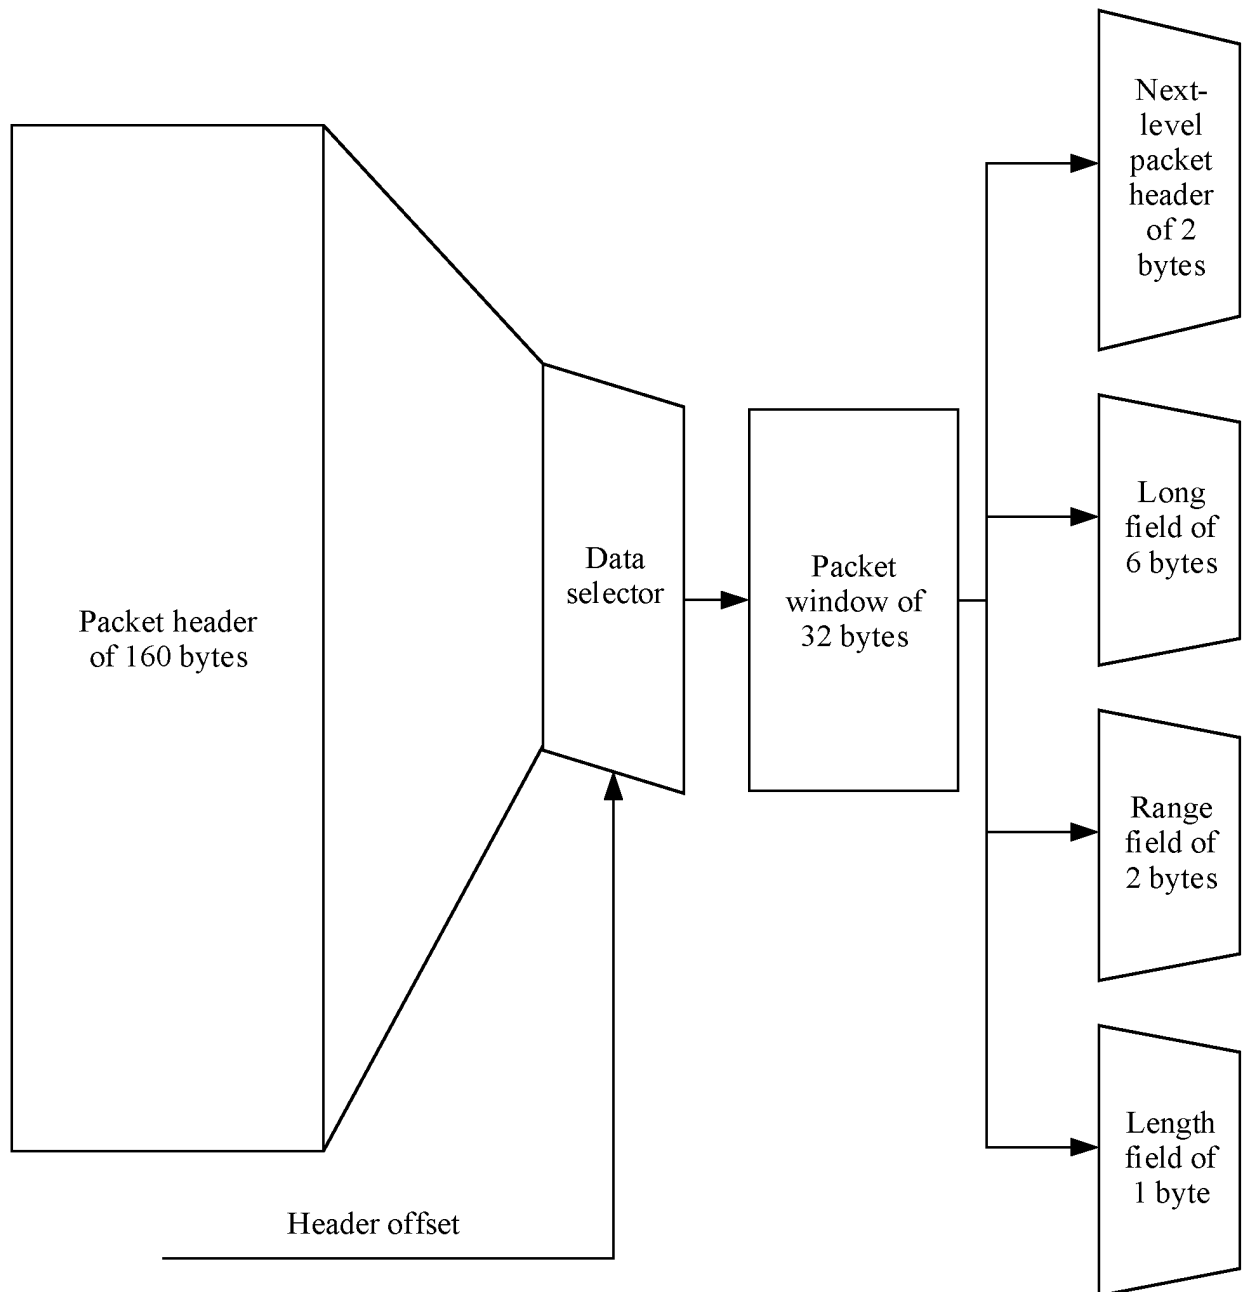 Next-
level
packet
header
of 2
bytes
Long
field of
6 bytes
Data
selector
Packet
window of
32 bytes
Packet header
of 160 bytes
Range
field of
2 bytes
Length
field of
1 byte
Header offset